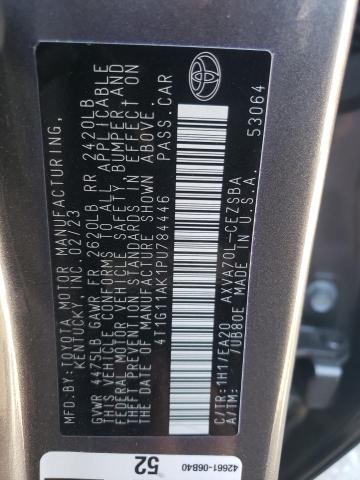 MFD.BY:TOYOTA MOTOR MANUFACTURING,
KENTUCKY, INC. 02/23
GVWR 4475LB GAWR FR 2620LB RR 2420LB
THIS VEHICLE CONFORMS TO ALL APPLICABLE
FEDERAL MOTOR VEHICLE SAFETY, BUMPER, AND
THEFT PREVENTION STANDARDS IN EFFECT ON
THE DATE OF MANUFACTURE SHOWN ABOVE.
4T1G11AK1PU784446 PASS.CAR
C/TR:1H1/EA20 AXVA70L-CEZSBA
A/TM: /UB80E MADE IN U.S.A.
53064
52
42661-06840